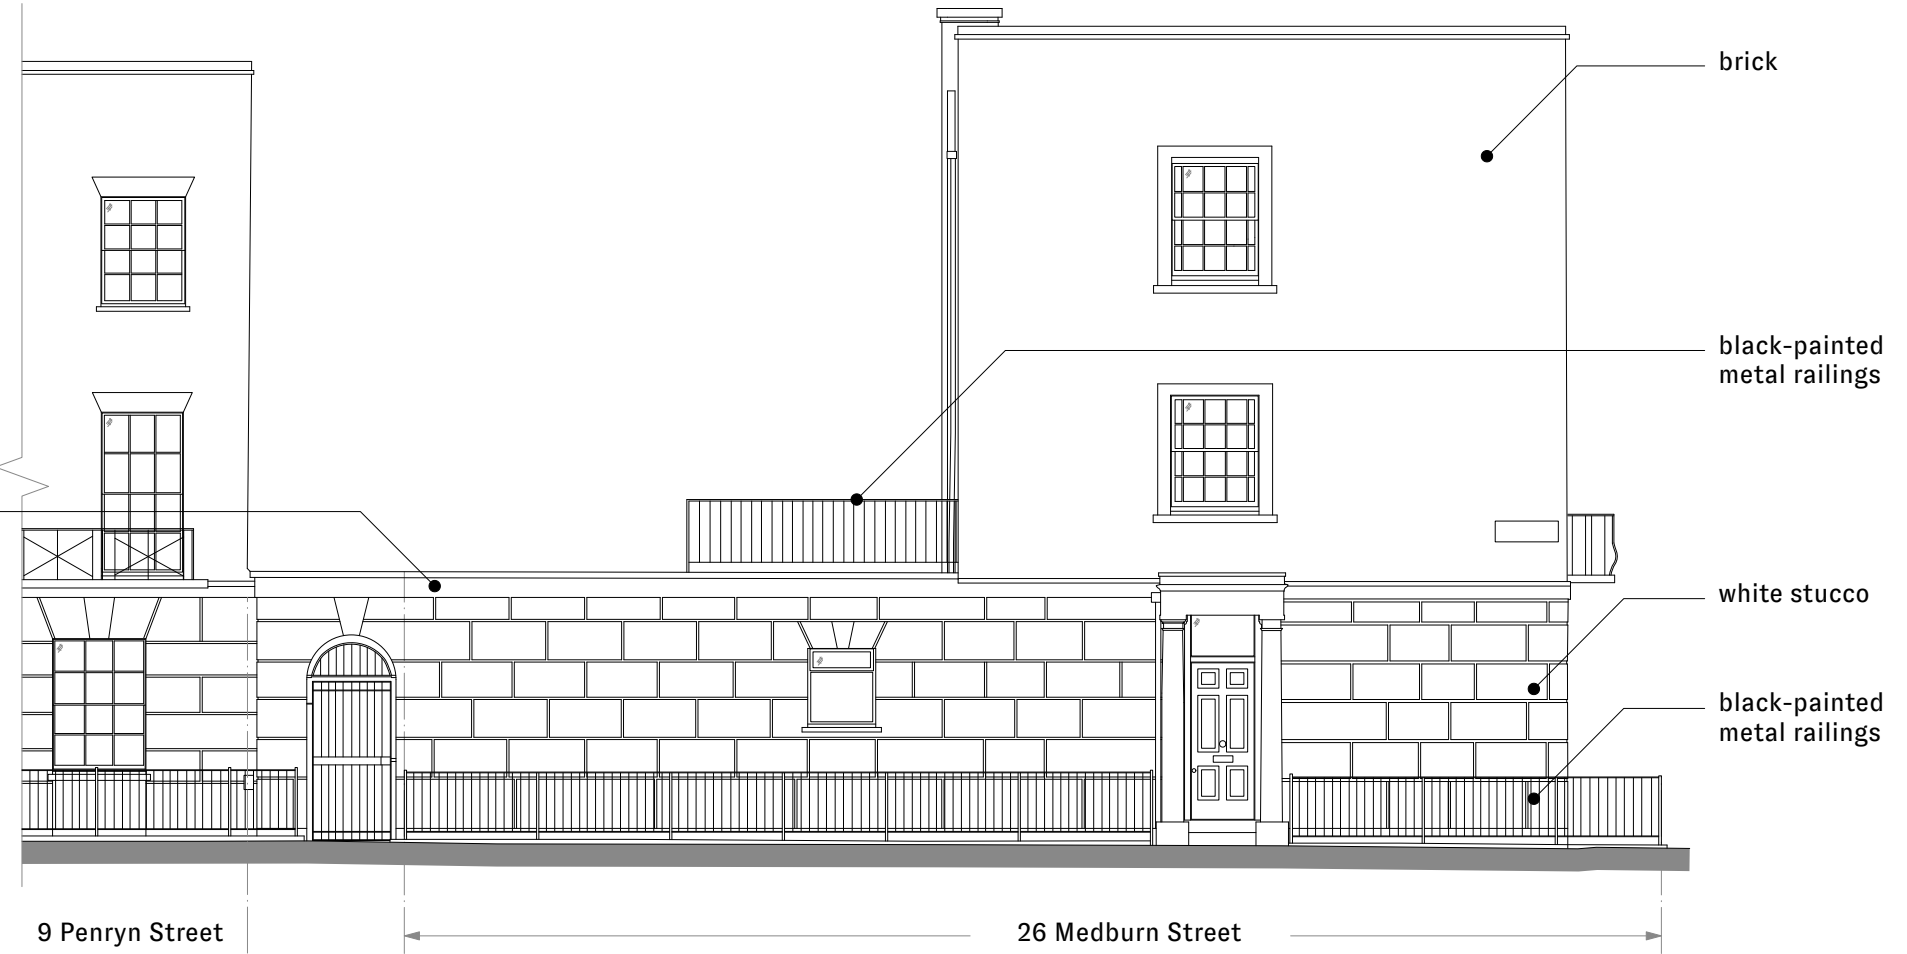 brick
black-painted
metal railings
white stucco
black-painted
metal railings
9 Penryn Street
26 Medburn Street